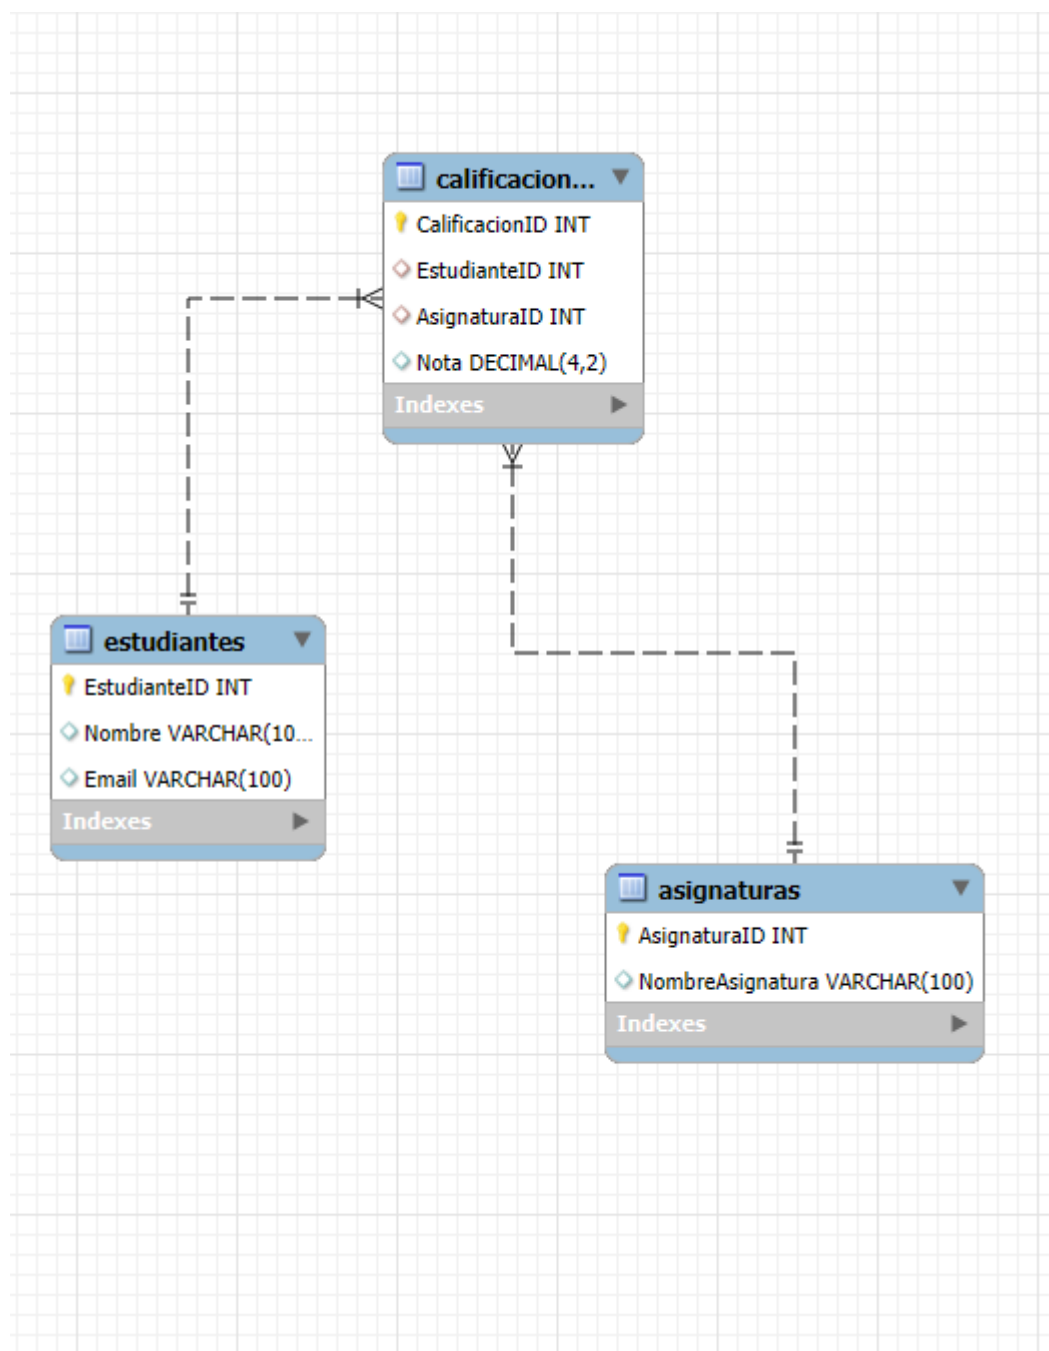 calificacion...
CalificacionID INT
EstudianteID INT
AsignaturaID INT
Nota DECIMAL(4,2)
Indexes
estudiantes
EstudianteID INT
Nombre VARCHAR(10...
Email VARCHAR(100)
Indexes
asignaturas
AsignaturaID INT
NombreAsignatura VARCHAR(100)
Indexes